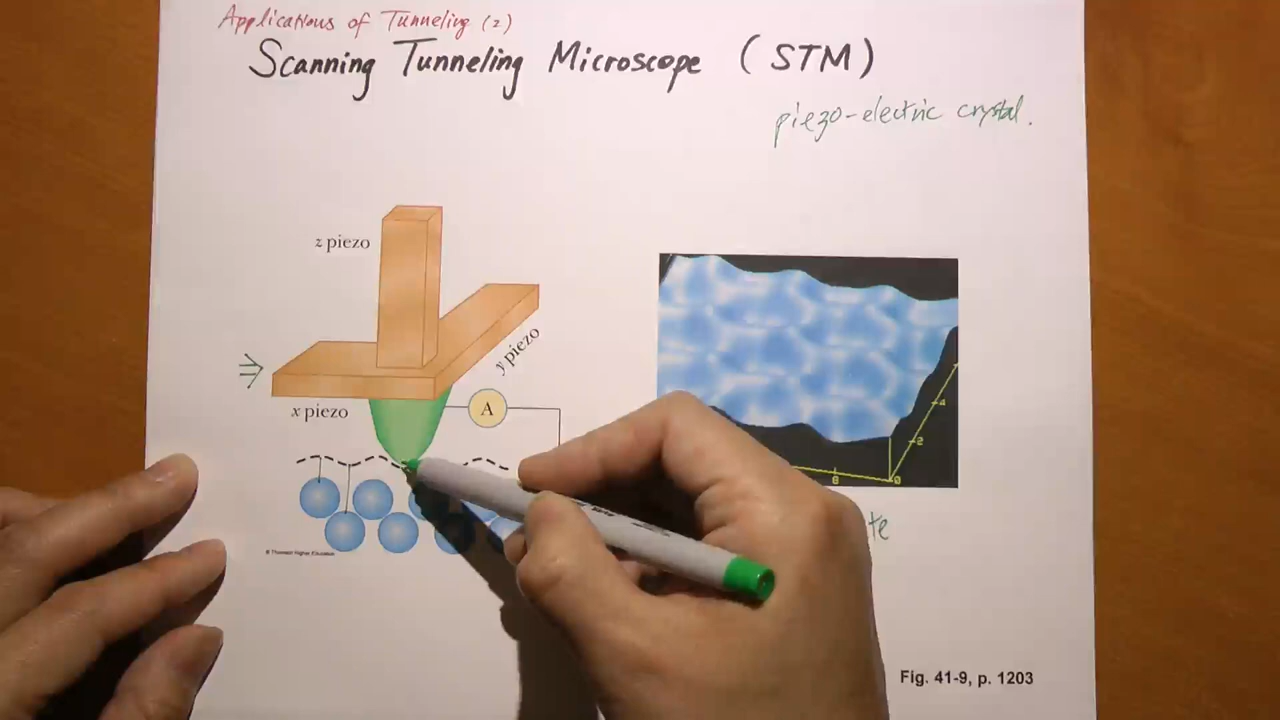 Applications of Tunneling (2)
Scanning Tunneling Microscope (STM)
piezo-electric crystal.
z piezo
y piezo
x piezo
A
4
2
8
0
© Thomson Higher Education
Fig. 41-9, p. 1203